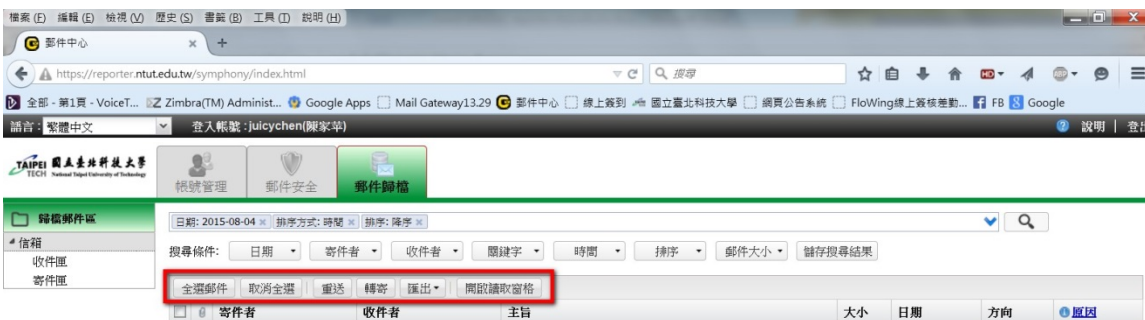 檔案(F) 編輯(E) 檢視(V) 歷史(S) 書籤(B) 工具(T) 說明(H)
郵件中心 × +
https://reporter.ntut.edu.tw/symphony/index.html 搜尋
全部 - 第1頁 - VoiceT... Zimbra(TM) Administ... Google Apps Mail Gateway13.29 郵件中心 線上簽到 國立臺北科技大學 網頁公告系統 FloWing線上簽核差勤... FB Google
語言: 繁體中文 登入帳號:juicychen(陳家苹) 說明 | 登出
TAIPEI TECH 國立臺北科技大學
National Taipei University of Technology
帳號管理 郵件安全 郵件歸檔
歸檔郵件區 日期: 2015-08-04 × 排序方式: 時間 × 排序: 降序 ×
信箱 搜尋條件: 日期 寄件者 收件者 關鍵字 時間 排序 郵件大小 儲存搜尋結果
收件匣
寄件匣 全選郵件 取消全選 重送 轉寄 匯出 開啟讀取窗格
寄件者 收件者 主旨 大小 日期 方向 原因